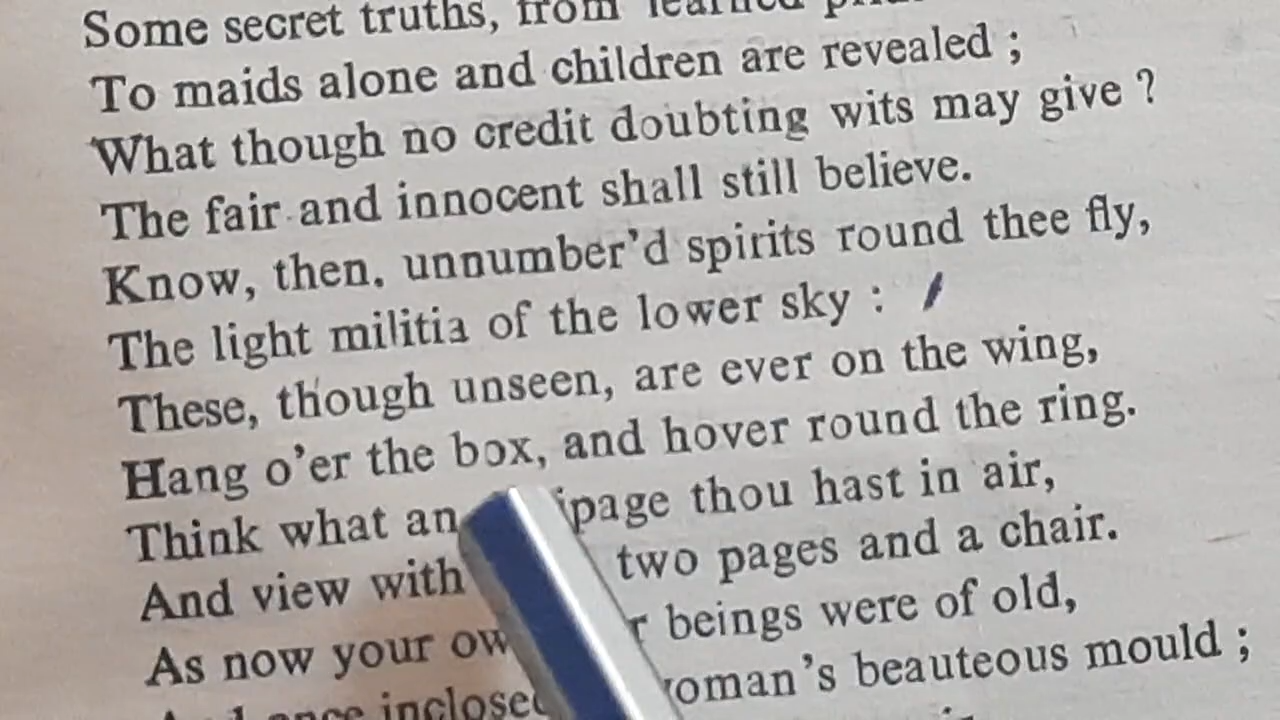 Some secret truths, from learned
To maids alone and children are revealed ;
What though no credit doubting wits may give ?
The fair and innocent shall still believe.
Know, then, unnumber'd spirits round thee fly,
The light militia of the lower sky :
These, though unseen, are ever on the wing,
Hang o'er the box, and hover round the ring.
Think what an thou hast in air,
And view with two pages and a chair.
As now your beings were of old,
inclosed woman's beauteous mould ;